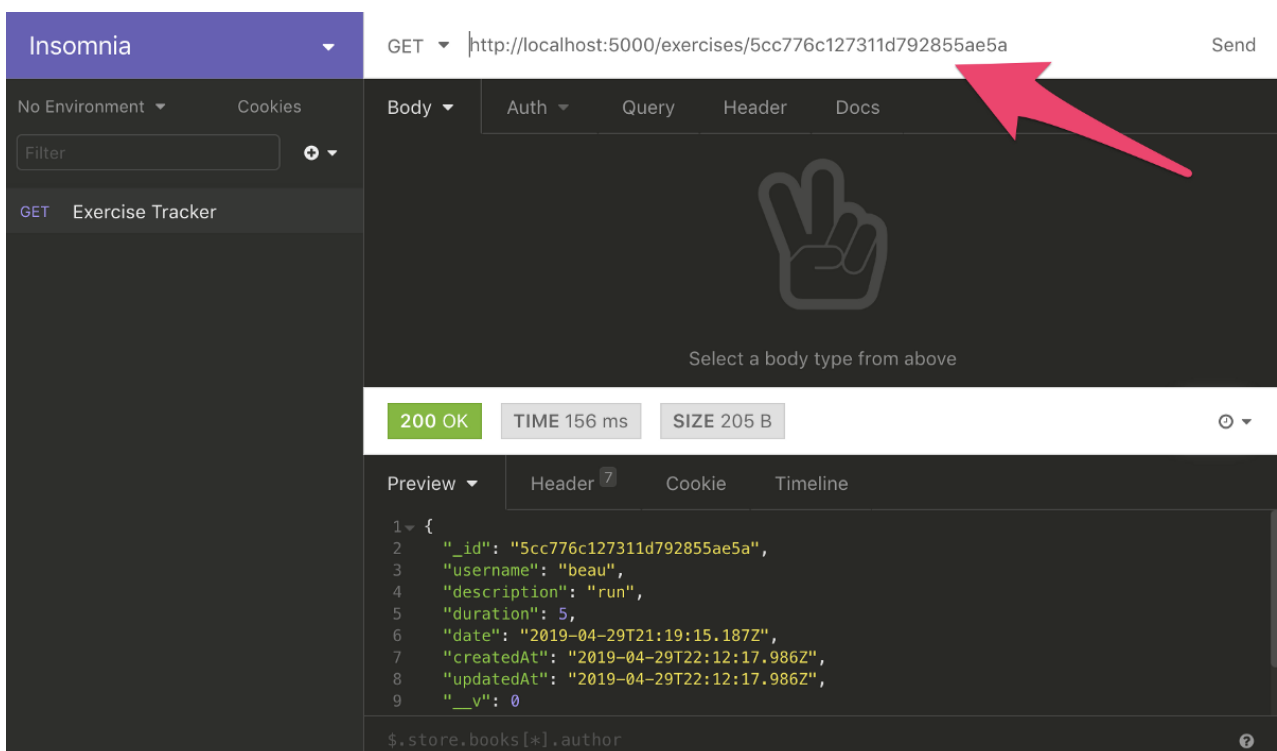 Insomnia
GET http://localhost:5000/exercises/5cc776c127311d792855ae5a Send
No Environment Cookies
Body Auth Query Header Docs
Filter
GET Exercise Tracker
Select a body type from above
200 OK TIME 156 ms SIZE 205 B
Preview Header 7 Cookie Timeline
1 {
2 "_id": "5cc776c127311d792855ae5a",
3 "username": "beau",
4 "description": "run",
5 "duration": 5,
6 "date": "2019-04-29T21:19:15.187Z",
7 "createdAt": "2019-04-29T22:12:17.986Z",
8 "updatedAt": "2019-04-29T22:12:17.986Z",
9 "__v": 0
$.store.books[*].author